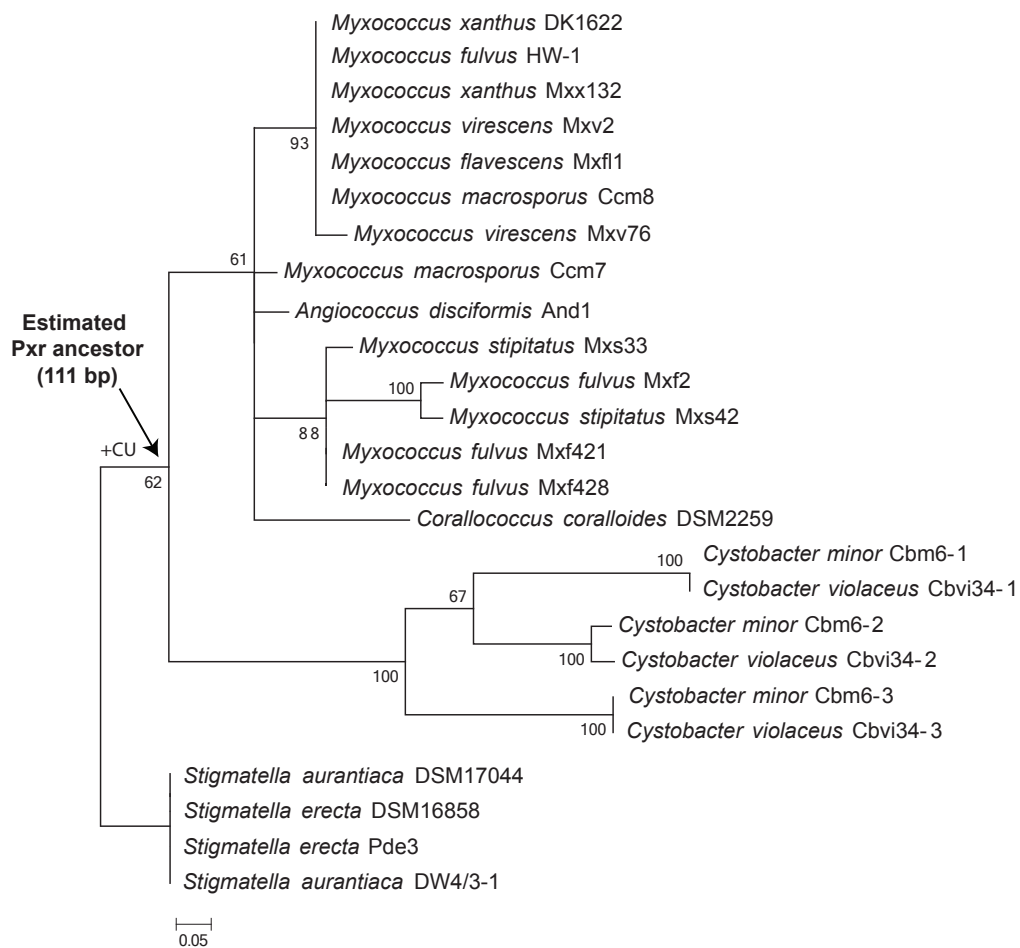 Myxococcus xanthus DK1622
Myxococcus fulvus HW-1
Myxococcus xanthus Mxx132
Myxococcus virescens Mxv2
93
Myxococcus flavescens Mxfl1
Myxococcus macrosporus Ccm8
Myxococcus virescens Mxv76
61
Myxococcus macrosporus Ccm7
Angiococcus disciformis And1
Estimated
Pxr ancestor
(111 bp)
Myxococcus stipitatus Mxs33
Myxococcus fulvus Mxf2
100
Myxococcus stipitatus Mxs42
88
Myxococcus fulvus Mxf421
+CU
62
Myxococcus fulvus Mxf428
Corallococcus coralloides DSM2259
Cystobacter minor Cbm6-1
100
Cystobacter violaceus Cbvi34-1
67
Cystobacter minor Cbm6-2
100
Cystobacter violaceus Cbvi34-2
100
Cystobacter minor Cbm6-3
100
Cystobacter violaceus Cbvi34-3
Stigmatella aurantiaca DSM17044
Stigmatella erecta DSM16858
Stigmatella erecta Pde3
Stigmatella aurantiaca DW4/3-1
0.05